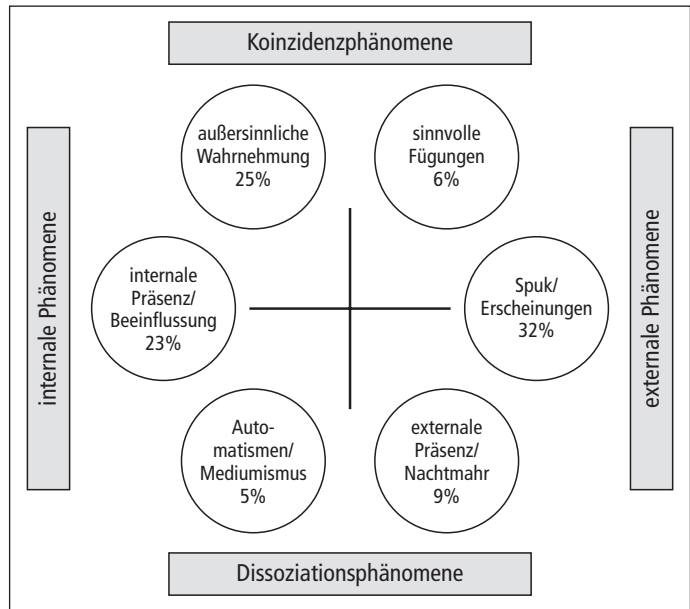 Koinzidenzphänomene
außersinnliche
Wahrnehmung
25%
sinnvolle
Fügungen
6%
internale Phänomene
internale
Präsenz/
Beeinflussung
23%
Spuk/
Erscheinungen
32%
externale Phänomene
Auto-
matismen/
Mediumismus
5%
externale
Präsenz/
Nachtmahr
9%
Dissoziationsphänomene